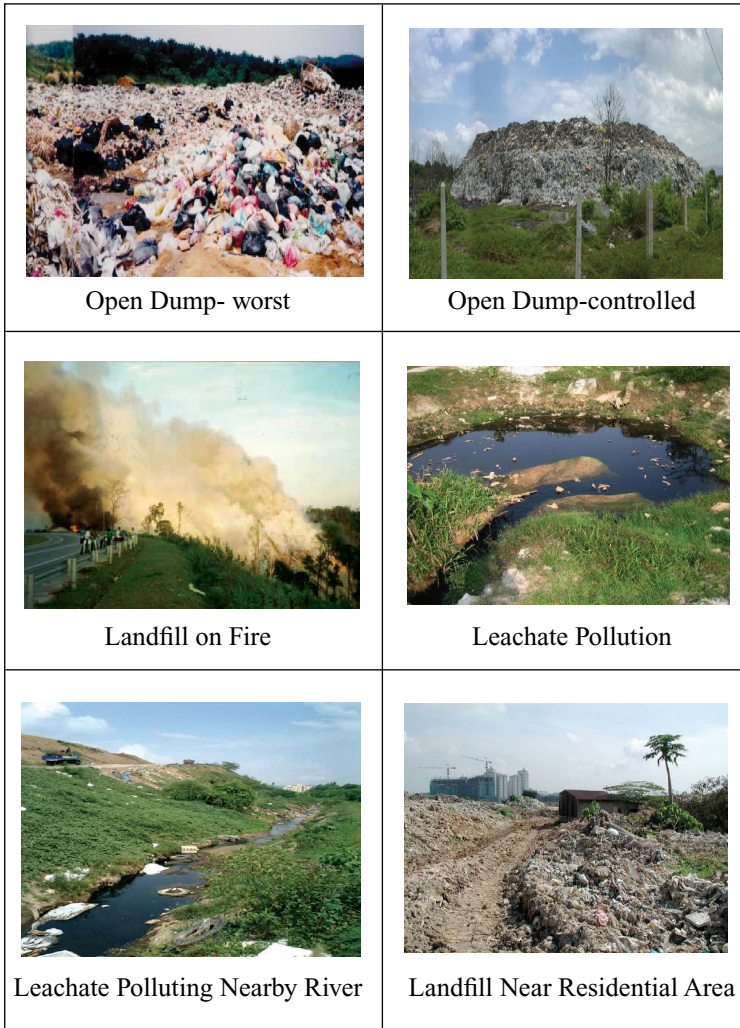 Open Dump- worst
Open Dump-controlled
Landfill on Fire
Leachate Pollution
Leachate Polluting Nearby River
Landfill Near Residential Area